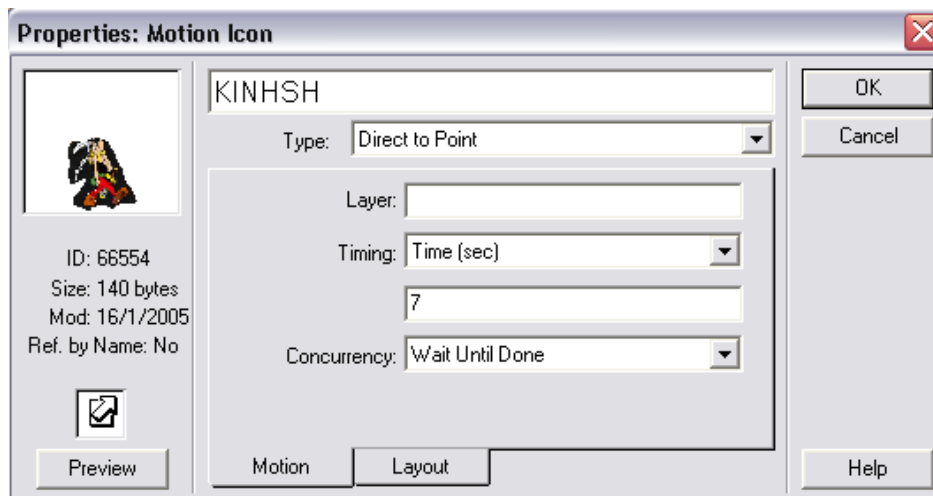 Properties: Motion Icon
KINHSH
OK
Type: Direct to Point
Cancel
Layer:
Timing: Time (sec)
7
Concurrency: Wait Until Done
ID: 66554
Size: 140 bytes
Mod: 16/1/2005
Ref. by Name: No
Preview
Motion
Layout
Help